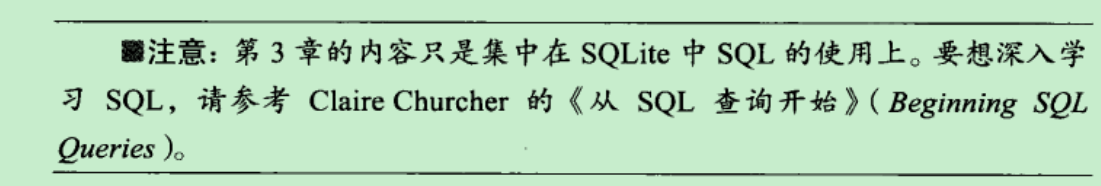 注意：第 3 章的内容只是集中在 SQLite 中 SQL 的使用上。要想深入学
习 SQL，请参考 Claire Churcher 的《从 SQL 查询开始》（Beginning SQL
Queries）。